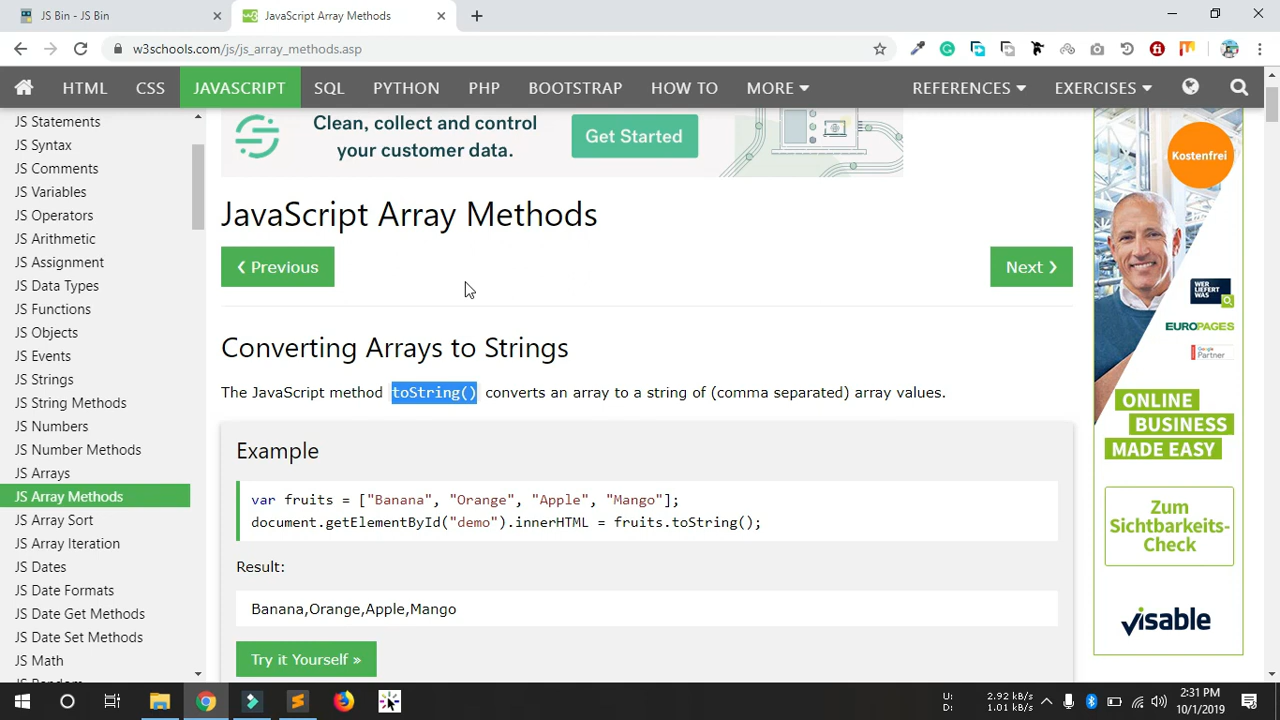 JS Bin - JS Bin
JavaScript Array Methods
w3schools.com/js/js_array_methods.asp
HTML CSS JAVASCRIPT SQL PYTHON PHP BOOTSTRAP HOW TO MORE REFERENCES EXERCISES
JS Statements
JS Syntax
JS Comments
JS Variables
JS Operators
JS Arithmetic
JS Assignment
JS Data Types
JS Functions
JS Objects
JS Events
JS Strings
JS String Methods
JS Numbers
JS Number Methods
JS Arrays
JS Array Methods
JS Array Sort
JS Array Iteration
JS Dates
JS Date Formats
JS Date Get Methods
JS Date Set Methods
JS Math
Clean, collect and control
your customer data.
Get Started
JavaScript Array Methods
❮ Previous
Next ❯
Converting Arrays to Strings
The JavaScript method toString() converts an array to a string of (comma separated) array values.
Example
var fruits = ["Banana", "Orange", "Apple", "Mango"];
document.getElementById("demo").innerHTML = fruits.toString();
Result:
Banana,Orange,Apple,Mango
Try it Yourself »
Kostenfrei
WER
LIEFERT
WAS
EUROPAGES
Google
Partner
ONLINE
BUSINESS
MADE EASY
Zum
Sichtbarkeits-
Check
visable
U: 2.92 kB/s
D: 1.01 kB/s
2:31 PM
10/1/2019